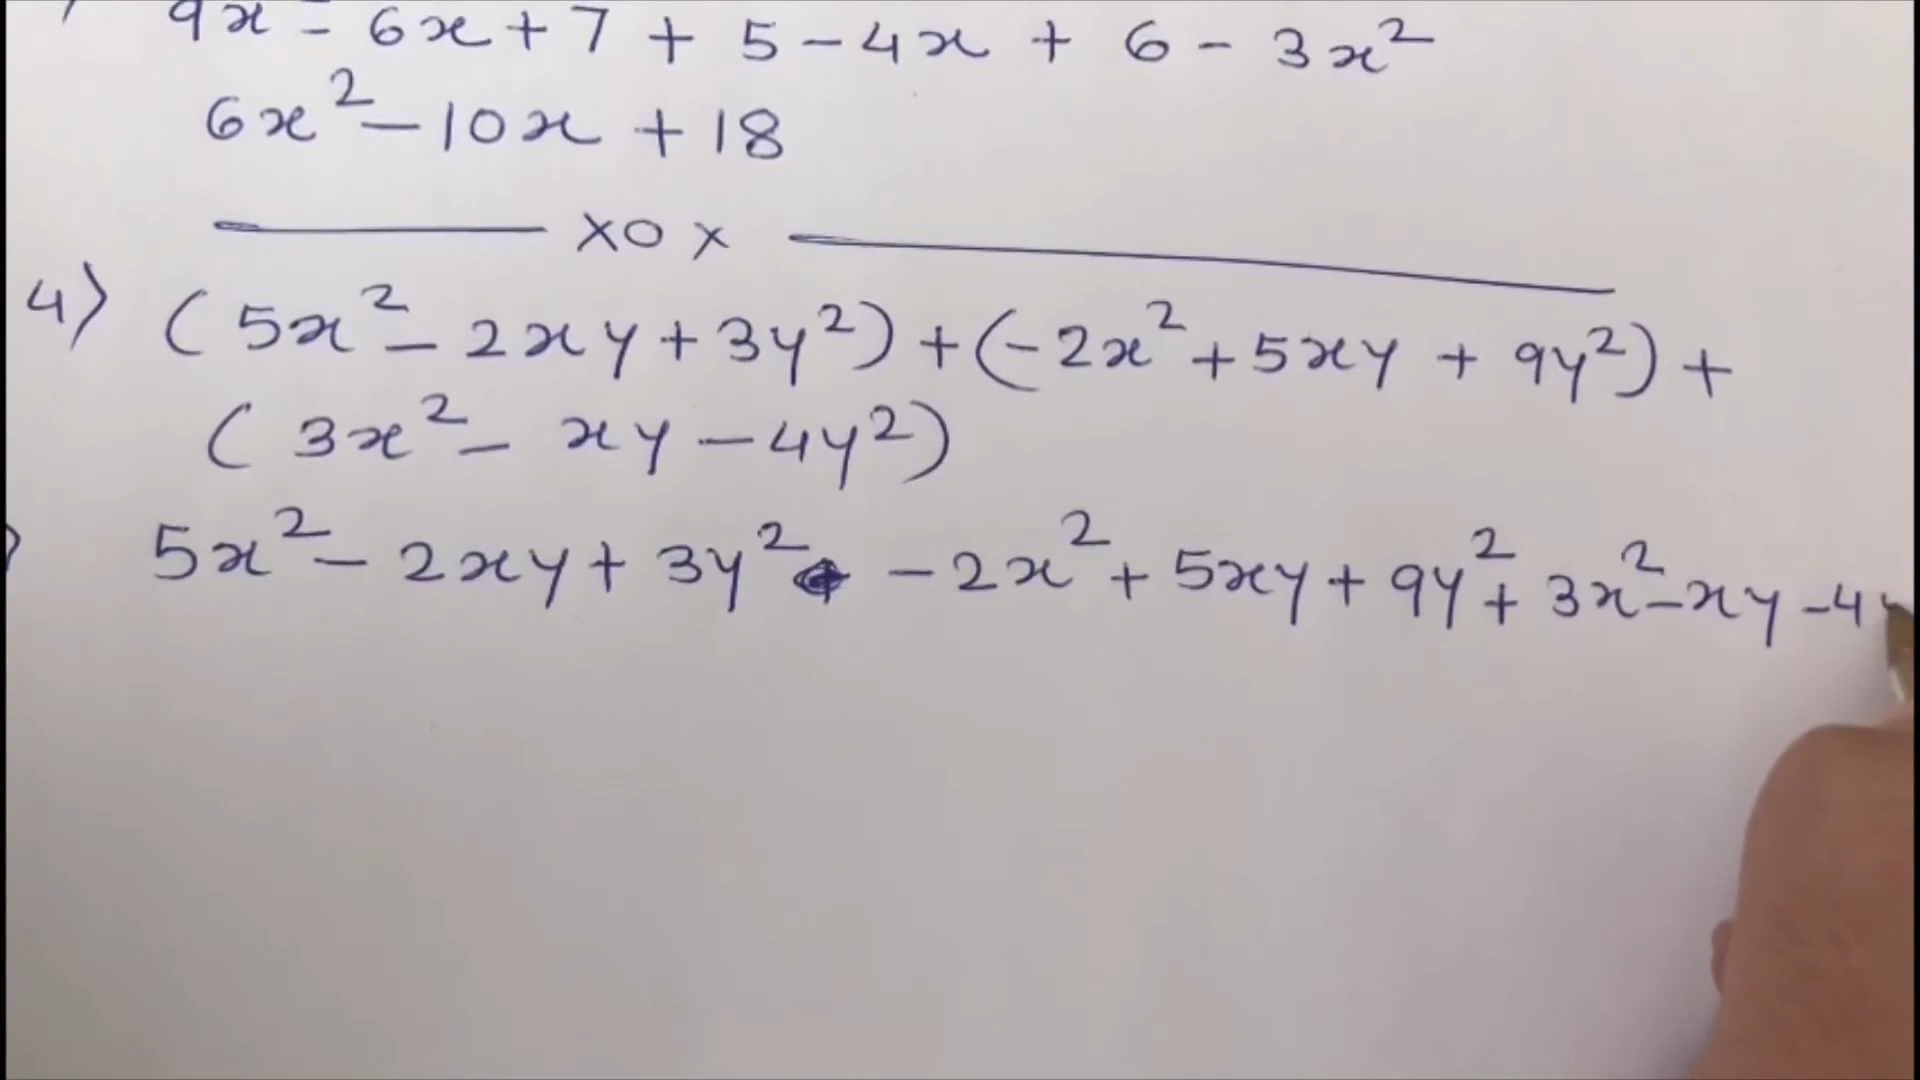 9x - 6x + 7 + 5 - 4x + 6 - 3x²
6x² - 10x + 18
xox
4) (5x² - 2xy + 3y²) + (-2x² + 5xy + 9y²) +
(3x² - xy - 4y²)
5x² - 2xy + 3y² - 2x² + 5xy + 9y² + 3x² - xy - 4